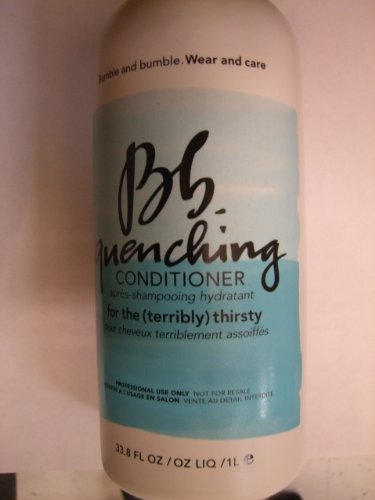 umble and bumble. Wear and care
Bb.
quenching
CONDITIONER
après-shampooing hydratant
for the (terribly) thirsty
pour cheveux terriblement assoiffés
PROFESSIONAL USE ONLY NOT FOR RESALE
À L'USAGE EN SALON VENTE AU DETAIL INTERDITE
33.8 FL OZ / OZ LIQ / 1L e